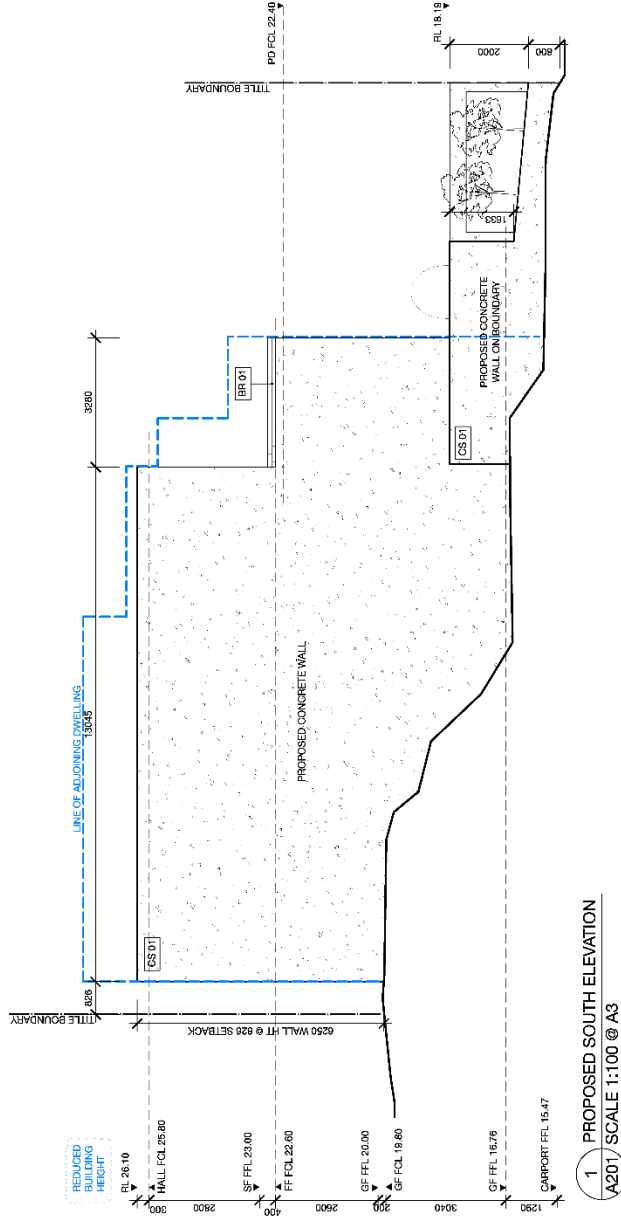 REDUCED
BUILDING
HEIGHT
LINE OF ADJOINING DWELLING
826
13045
3280
TITLE BOUNDARY
TITLE BOUNDARY
PD FCL 22.40
RL 18.19
RL 26.10
HALL FCL 25.80
SF FFL 23.00
FF FCL 22.60
GF FFL 20.00
GF FCL 19.80
GF FFL 16.76
CARPORT FFL 15.47
300
2800
400
2600
200
3040
1290
6250 WALL HT @ 826 SETBACK
CS 01
BR 01
CS 01
PROPOSED CONCRETE WALL
PROPOSED CONCRETE
WALL ON BOUNDARY
1633
2000
800
1
PROPOSED SOUTH ELEVATION
A201
SCALE 1:100 @ A3